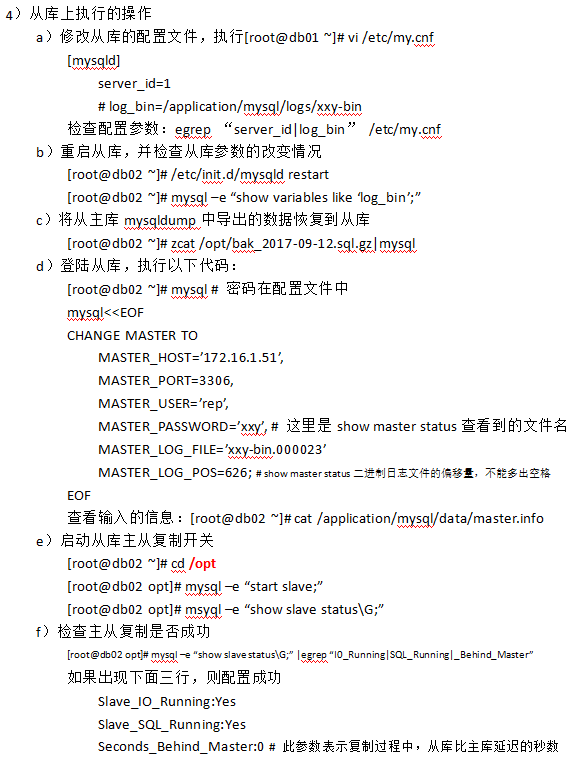 4）从库上执行的操作
a）修改从库的配置文件，执行[root@db01 ~]# vi /etc/my.cnf
[mysqld]
server_id=1
# log_bin=/application/mysql/logs/xxy-bin
检查配置参数：egrep “server_id|log_bin” /etc/my.cnf
b）重启从库，并检查从库参数的改变情况
[root@db02 ~]# /etc/init.d/mysqld restart
[root@db02 ~]# mysql –e “show variables like ‘log_bin’;”
c）将从主库 mysqldump 中导出的数据恢复到从库
[root@db02 ~]# zcat /opt/bak_2017-09-12.sql.gz|mysql
d）登陆从库，执行以下代码：
[root@db02 ~]# mysql # 密码在配置文件中
mysql<<EOF
CHANGE MASTER TO
MASTER_HOST=’172.16.1.51’,
MASTER_PORT=3306,
MASTER_USER=’rep’,
MASTER_PASSWORD=’xxy’, # 这里是 show master status 查看到的文件名
MASTER_LOG_FILE=’xxy-bin.000023’
MASTER_LOG_POS=626; # show master status 二进制日志文件的偏移量，不能多出空格
EOF
查看输入的信息：[root@db02 ~]# cat /application/mysql/data/master.info
e）启动从库主从复制开关
[root@db02 ~]# cd /opt
[root@db02 opt]# mysql –e “start slave;”
[root@db02 opt]# msyql –e “show slave status\G;”
f）检查主从复制是否成功
[root@db02 opt]# mysql –e “show slave status\G;” |egrep “I0_Running|SQL_Running|_Behind_Master”
如果出现下面三行，则配置成功
Slave_IO_Running:Yes
Slave_SQL_Running:Yes
Seconds_Behind_Master:0 # 此参数表示复制过程中，从库比主库延迟的秒数